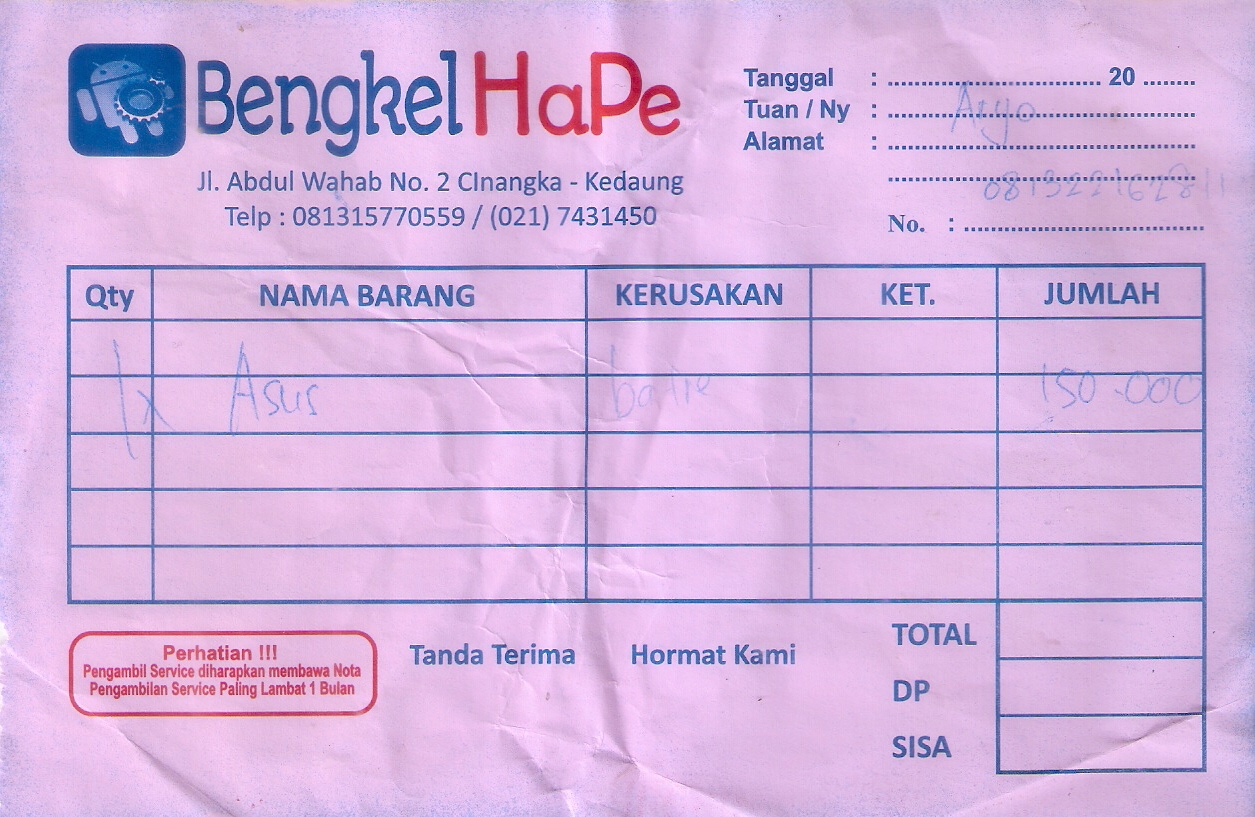 Bengkel HaPe
Jl. Abdul Wahab No. 2 CInangka - Kedaung
Telp : 081315770559 / (021) 7431450
Tanggal : .......... 20 ..........
Tuan / Ny : Aryo
Alamat :
No. :
Qty NAMA BARANG KERUSAKAN KET. JUMLAH
1x Asus batre 150.000
TOTAL
DP
SISA
Perhatian !!!
Pengambil Service diharapkan membawa Nota
Pengambilan Service Paling Lambat 1 Bulan
Tanda Terima Hormat Kami